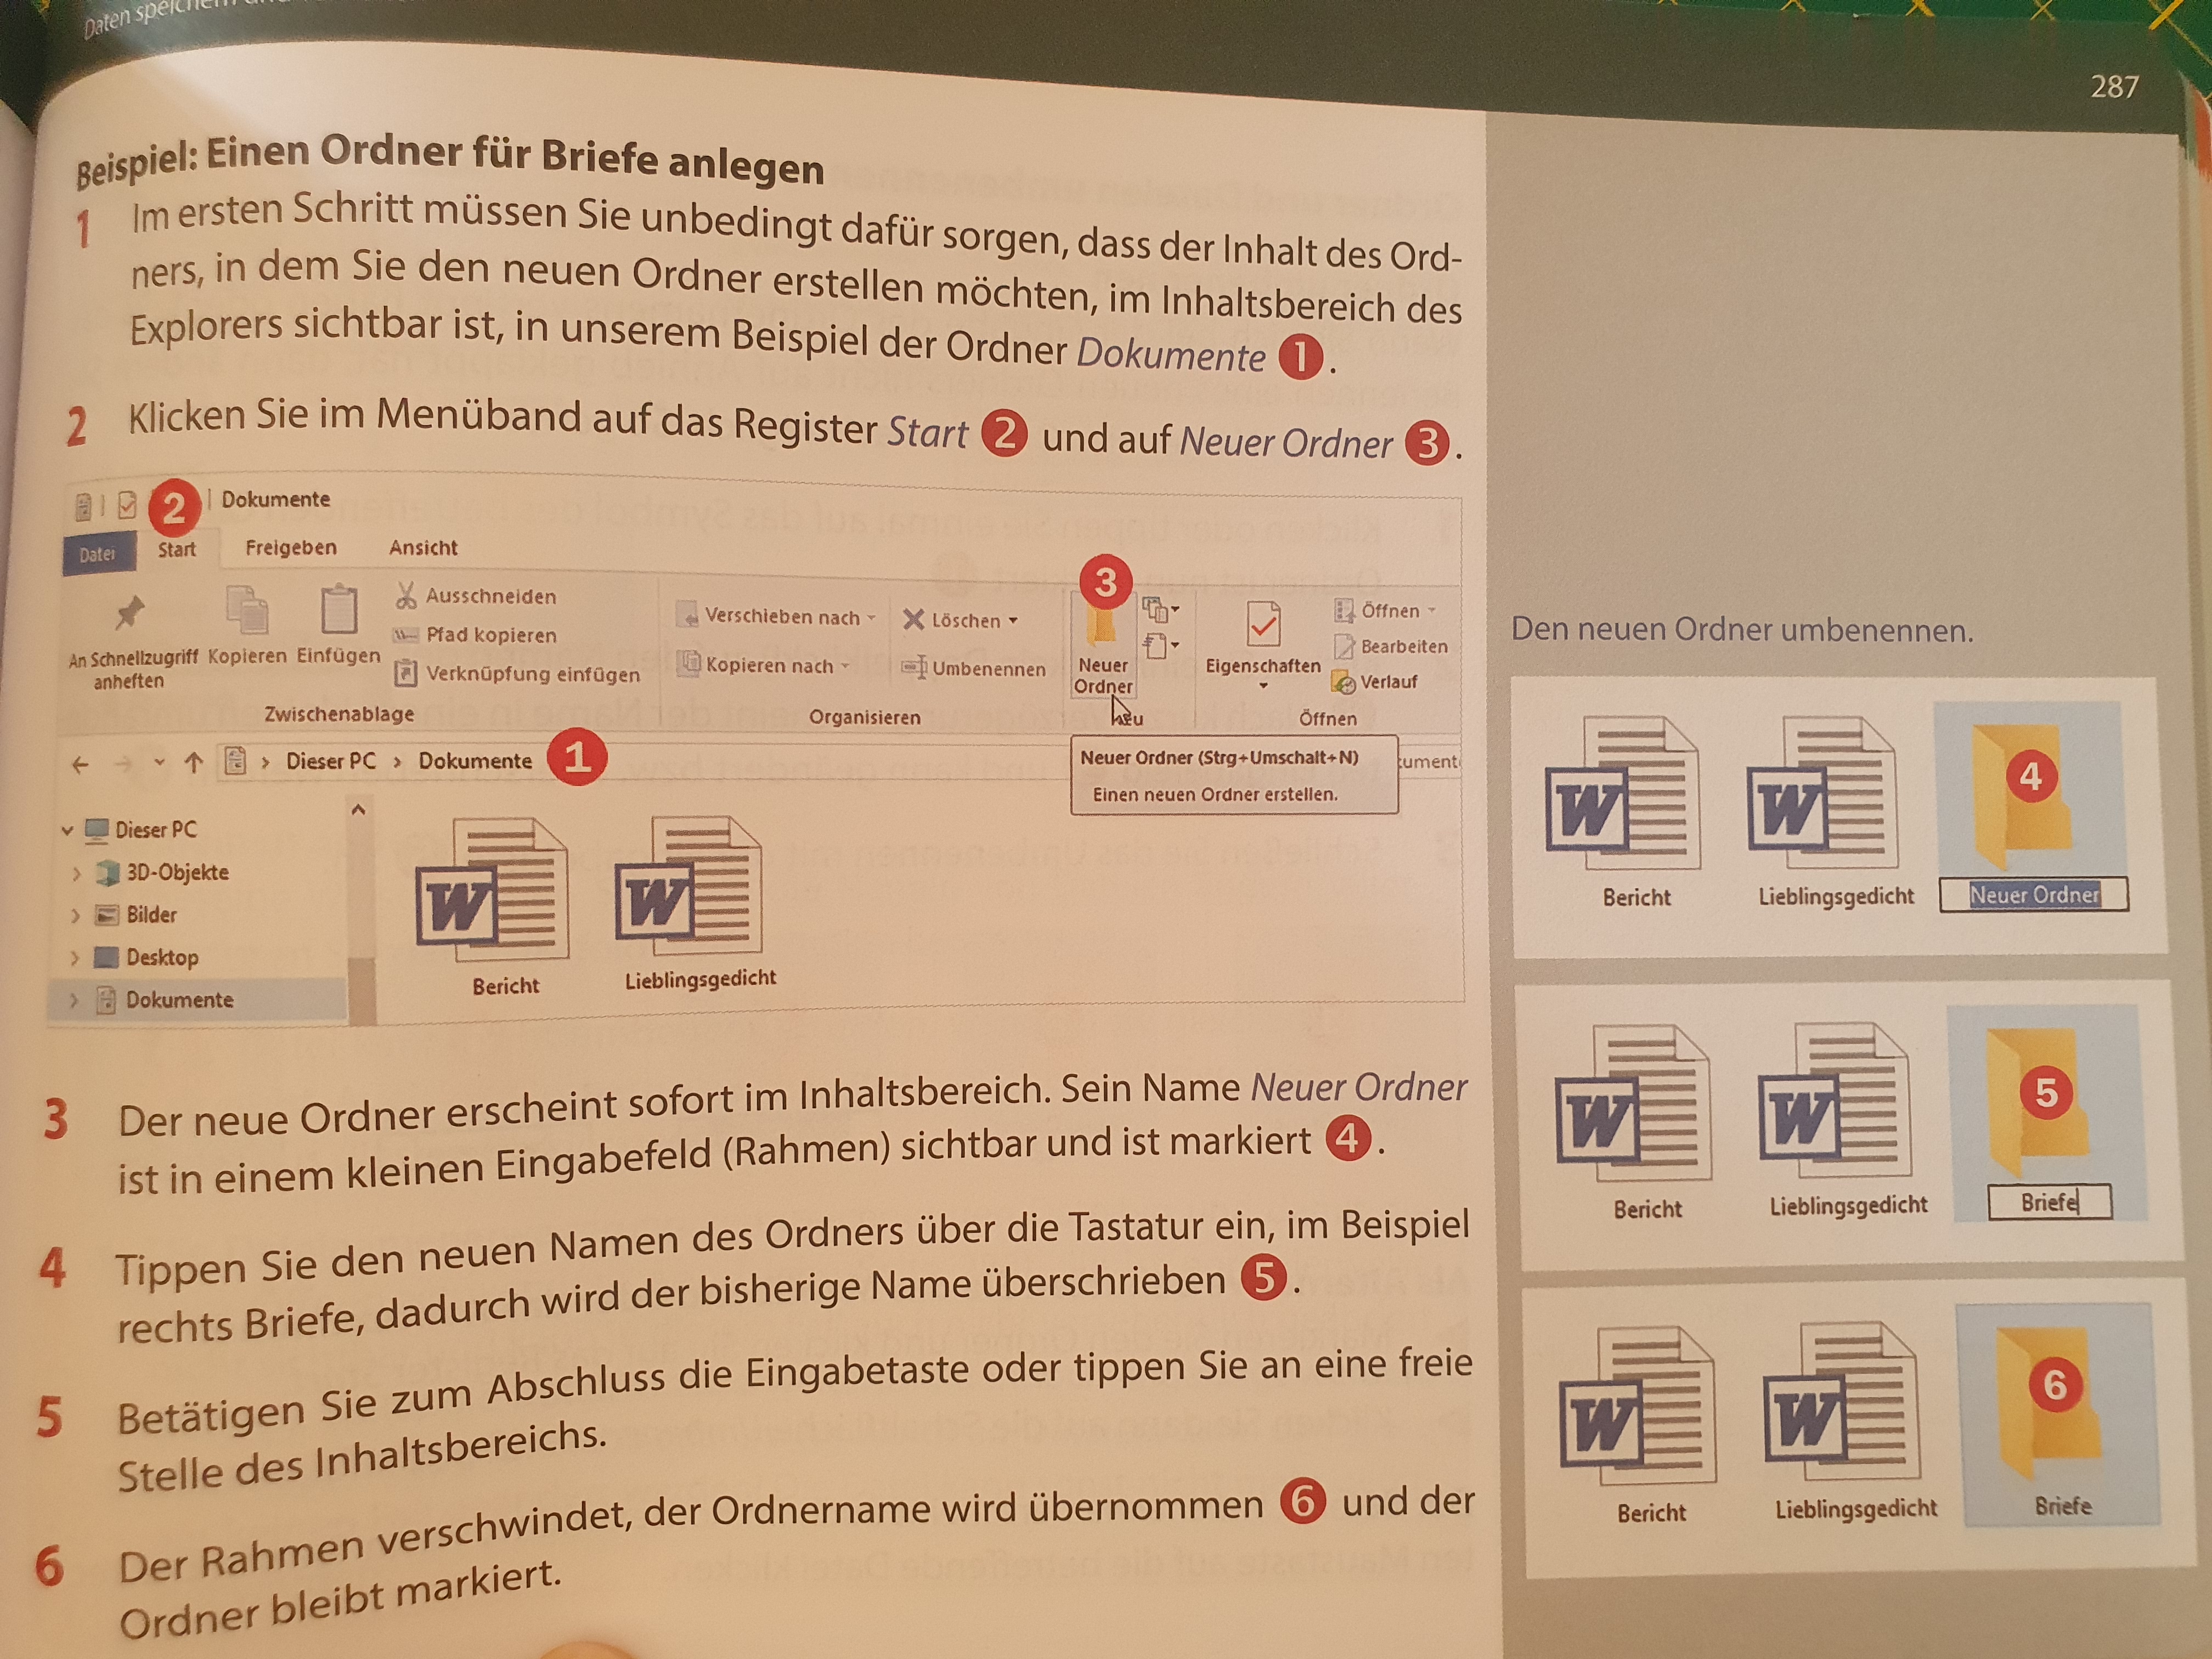 Daten speichern
287
Beispiel: Einen Ordner für Briefe anlegen
1 Im ersten Schritt müssen Sie unbedingt dafür sorgen, dass der Inhalt des Ord-
ners, in dem Sie den neuen Ordner erstellen möchten, im Inhaltsbereich des
Explorers sichtbar ist, in unserem Beispiel der Ordner Dokumente 1.
2 Klicken Sie im Menüband auf das Register Start 2 und auf Neuer Ordner 3.
2 Dokumente
Datei Start Freigeben Ansicht
3
An Schnellzugriff
anheften
Kopieren
Einfügen
Ausschneiden
Pfad kopieren
Verknüpfung einfügen
Zwischenablage
Verschieben nach
Kopieren nach
Löschen
Umbenennen
Organisieren
Neuer
Ordner
Neu
Eigenschaften
Öffnen
Bearbeiten
Verlauf
Öffnen
Dieser PC > Dokumente 1
Neuer Ordner (Strg+Umschalt+N)
Einen neuen Ordner erstellen.
Dieser PC
3D-Objekte
Bilder
Desktop
Dokumente
W W
Bericht Lieblingsgedicht
3 Der neue Ordner erscheint sofort im Inhaltsbereich. Sein Name Neuer Ordner
ist in einem kleinen Eingabefeld (Rahmen) sichtbar und ist markiert 4.
4 Tippen Sie den neuen Namen des Ordners über die Tastatur ein, im Beispiel
rechts Briefe, dadurch wird der bisherige Name überschrieben 5.
5 Betätigen Sie zum Abschluss die Eingabetaste oder tippen Sie an eine freie
Stelle des Inhaltsbereichs.
6 Der Rahmen verschwindet, der Ordnername wird übernommen 6 und der
Ordner bleibt markiert.
Den neuen Ordner umbenennen.
W W 4
Bericht Lieblingsgedicht Neuer Ordner
W W 5
Bericht Lieblingsgedicht Briefe
W W 6
Bericht Lieblingsgedicht Briefe